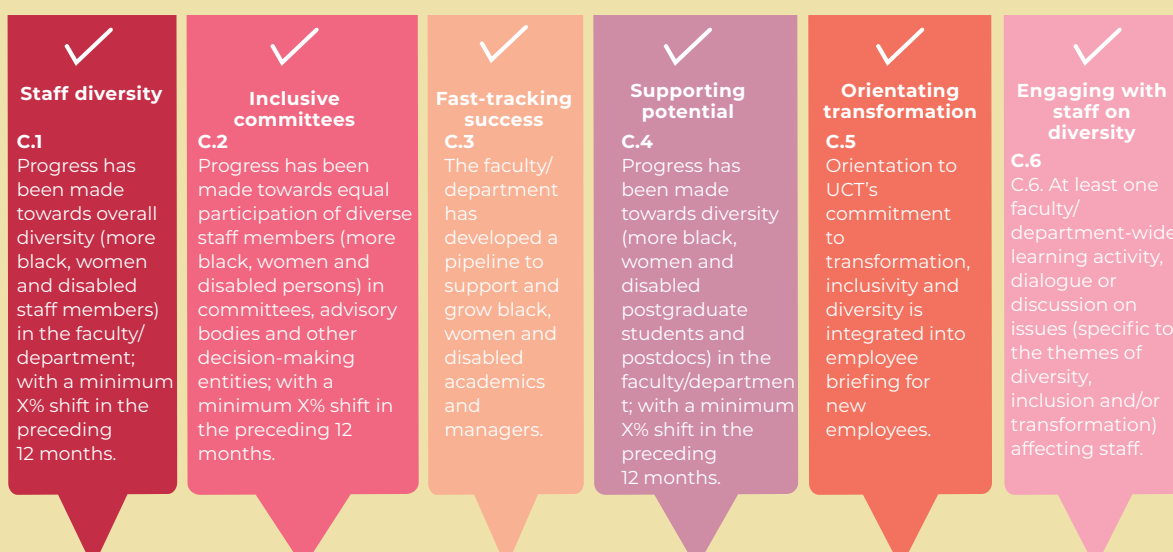 Staff diversity
C.1
Progress has
been made
towards overall
diversity (more
black, women
and disabled
staff members)
in the faculty/
department;
with a minimum
X% shift in the
preceding
12 months.
Inclusive
committees
C.2
Progress has been
made towards equal
participation of diverse
staff members (more
black, women and
disabled persons) in
committees, advisory
bodies and other
decision-making
entities; with a
minimum X% shift in
the preceding 12
months.
Fast-tracking
success
C.3
The faculty/
department
has
developed a
pipeline to
support and
grow black,
women and
disabled
academics
and
managers.
Supporting
potential
C.4
Progress has
been made
towards diversity
(more black,
women and
disabled
postgraduate
students and
postdocs) in the
faculty/departmen
t; with a minimum
X% shift in the
preceding
12 months.
Orientating
transformation
C.5
Orientation to
UCT’s
commitment
to
transformation,
inclusivity and
diversity is
integrated into
employee
briefing for
new
employees.
Engaging with
staff on
diversity
C.6
C.6. At least one
faculty/
department-wide
learning activity,
dialogue or
discussion on
issues (specific to
the themes of
diversity,
inclusion and/or
transformation)
affecting staff.